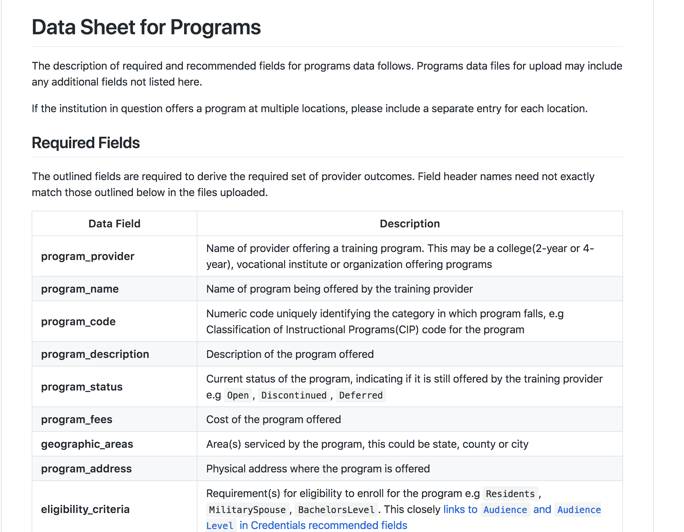 Data Sheet for Programs
The description of required and recommended fields for programs data follows. Programs data files for upload may include
any additional fields not listed here.
If the institution in question offers a program at multiple locations, please include a separate entry for each location.
Required Fields
The outlined fields are required to derive the required set of provider outcomes. Field header names need not exactly
match those outlined below in the files uploaded.
Data Field Description
program_provider Name of provider offering a training program. This may be a college(2-year or 4-
year), vocational institute or organization offering programs
program_name Name of program being offered by the training provider
program_code Numeric code uniquely identifying the category in which program falls, e.g
Classification of Instructional Programs(CIP) code for the program
program_description Description of the program offered
program_status Current status of the program, indicating if it is still offered by the training provider
e.g Open , Discontinued , Deferred
program_fees Cost of the program offered
geographic_areas Area(s) serviced by the program, this could be state, county or city
program_address Physical address where the program is offered
eligibility_criteria Requirement(s) for eligibility to enroll for the program e.g Residents ,
MilitarySpouse , BachelorsLevel . This closely links to Audience and Audience
Level in Credentials recommended fields